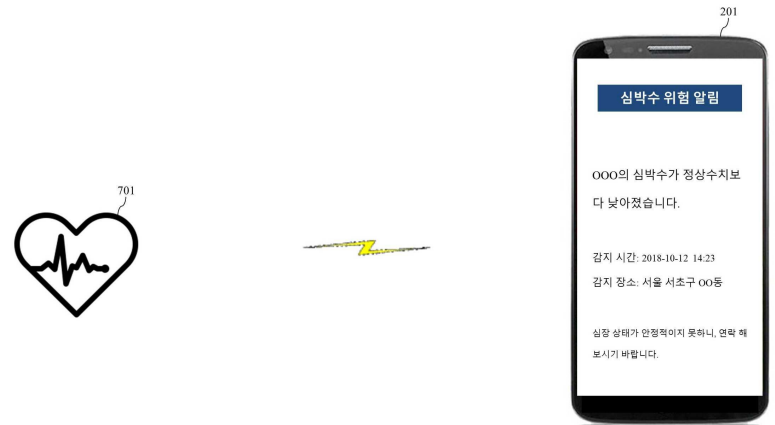 201
심박수 위험 알림
701
OOO의 심박수가 정상수치보
다 낮아졌습니다.
감지 시간: 2018-10-12 14:23
감지 장소: 서울 서초구 OO동
심장 상태가 안정적이지 못하니, 연락 해
보시기 바랍니다.